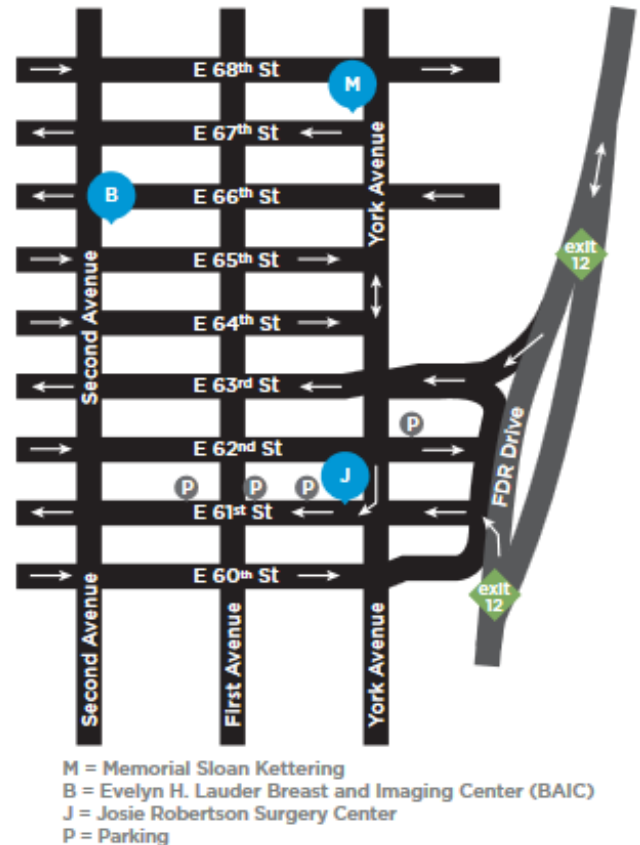 E 68th St
M
E 67th St
York Avenue
B
E 66th St
exit
12
E 65th St
Second Avenue
E 64th St
E 63rd St
P
E 62nd St
FDR Drive
J
P
P
P
E 61st St
E 60th St
exit
12
Second Avenue
First Avenue
York Avenue
M = Memorial Sloan Kettering
B = Evelyn H. Lauder Breast and Imaging Center (BAIC)
J = Josie Robertson Surgery Center
P = Parking